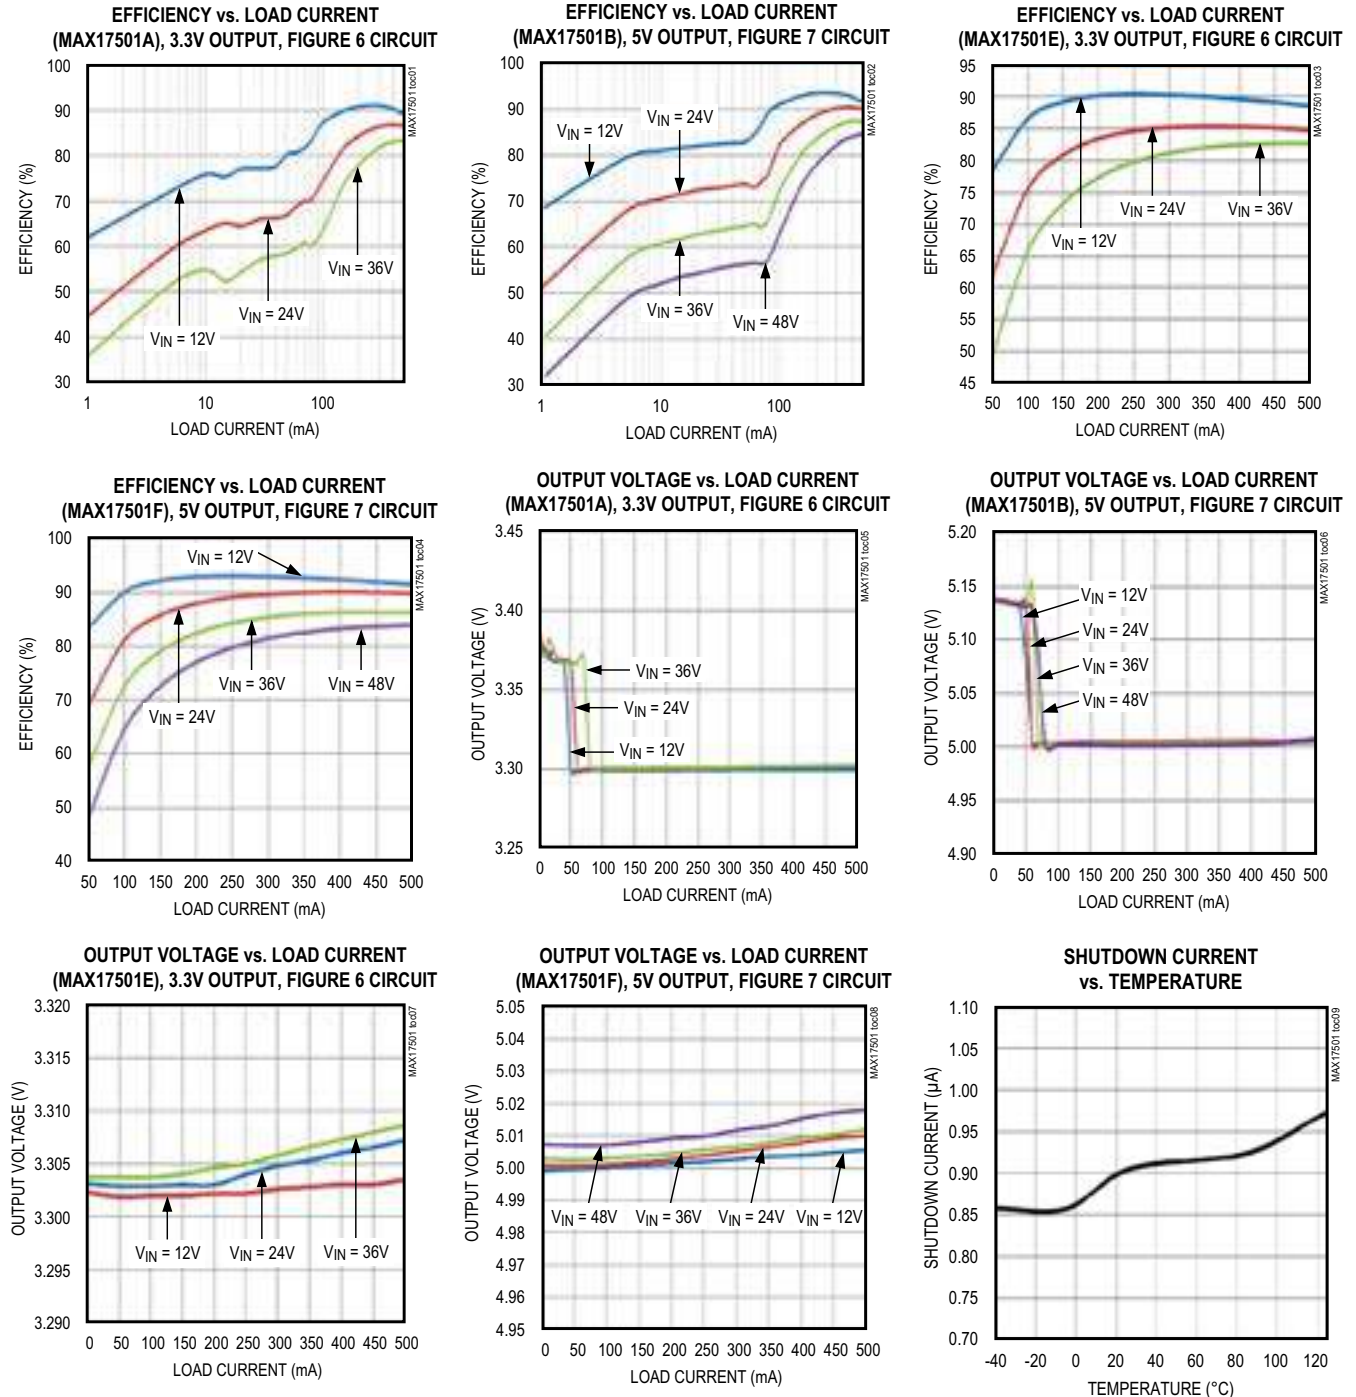 EFFICIENCY vs. LOAD CURRENT
(MAX17501A), 3.3V OUTPUT, FIGURE 6 CIRCUIT
MAX17501 toc01
EFFICIENCY (%)
100
90
80
70
60
50
40
30
VIN = 36V
VIN = 24V
VIN = 12V
1 10 100
LOAD CURRENT (mA)
EFFICIENCY vs. LOAD CURRENT
(MAX17501B), 5V OUTPUT, FIGURE 7 CIRCUIT
MAX17501 toc02
EFFICIENCY (%)
100
90
80
70
60
50
40
30
VIN = 24V
VIN = 12V
VIN = 36V
VIN = 48V
1 10 100
LOAD CURRENT (mA)
EFFICIENCY vs. LOAD CURRENT
(MAX17501E), 3.3V OUTPUT, FIGURE 6 CIRCUIT
MAX17501 toc03
EFFICIENCY (%)
95
90
85
80
75
70
65
60
55
50
45
VIN = 24V
VIN = 36V
VIN = 12V
50 100 150 200 250 300 350 400 450 500
LOAD CURRENT (mA)
EFFICIENCY vs. LOAD CURRENT
(MAX17501F), 5V OUTPUT, FIGURE 7 CIRCUIT
MAX17501 toc04
EFFICIENCY (%)
100
90
80
70
60
50
40
VIN = 12V
VIN = 36V
VIN = 48V
VIN = 24V
50 100 150 200 250 300 350 400 450 500
LOAD CURRENT (mA)
OUTPUT VOLTAGE vs. LOAD CURRENT
(MAX17501A), 3.3V OUTPUT, FIGURE 6 CIRCUIT
MAX17501 toc05
OUTPUT VOLTAGE (V)
3.45
3.40
3.35
3.30
3.25
VIN = 36V
VIN = 24V
VIN = 12V
0 50 100 150 200 250 300 350 400 450 500
LOAD CURRENT (mA)
OUTPUT VOLTAGE vs. LOAD CURRENT
(MAX17501B), 5V OUTPUT, FIGURE 7 CIRCUIT
MAX17501 toc06
OUTPUT VOLTAGE (V)
5.20
5.15
5.10
5.05
5.00
4.95
4.90
VIN = 12V
VIN = 24V
VIN = 36V
VIN = 48V
0 50 100 150 200 250 300 350 400 450 500
LOAD CURRENT (mA)
OUTPUT VOLTAGE vs. LOAD CURRENT
(MAX17501E), 3.3V OUTPUT, FIGURE 6 CIRCUIT
MAX17501 toc07
OUTPUT VOLTAGE (V)
3.320
3.315
3.310
3.305
3.300
3.295
3.290
VIN = 12V
VIN = 24V
VIN = 36V
0 50 100 150 200 250 300 350 400 450 500
LOAD CURRENT (mA)
OUTPUT VOLTAGE vs. LOAD CURRENT
(MAX17501F), 5V OUTPUT, FIGURE 7 CIRCUIT
MAX17501 toc08
OUTPUT VOLTAGE (V)
5.05
5.04
5.03
5.02
5.01
5.00
4.99
4.98
4.97
4.96
4.95
VIN = 48V
VIN = 36V
VIN = 24V
VIN = 12V
0 50 100 150 200 250 300 350 400 450 500
LOAD CURRENT (mA)
SHUTDOWN CURRENT
vs. TEMPERATURE
MAX17501 toc09
SHUTDOWN CURRENT (µA)
1.10
1.05
1.00
0.95
0.90
0.85
0.80
0.75
0.70
-40 -20 0 20 40 60 80 100 120
TEMPERATURE (°C)